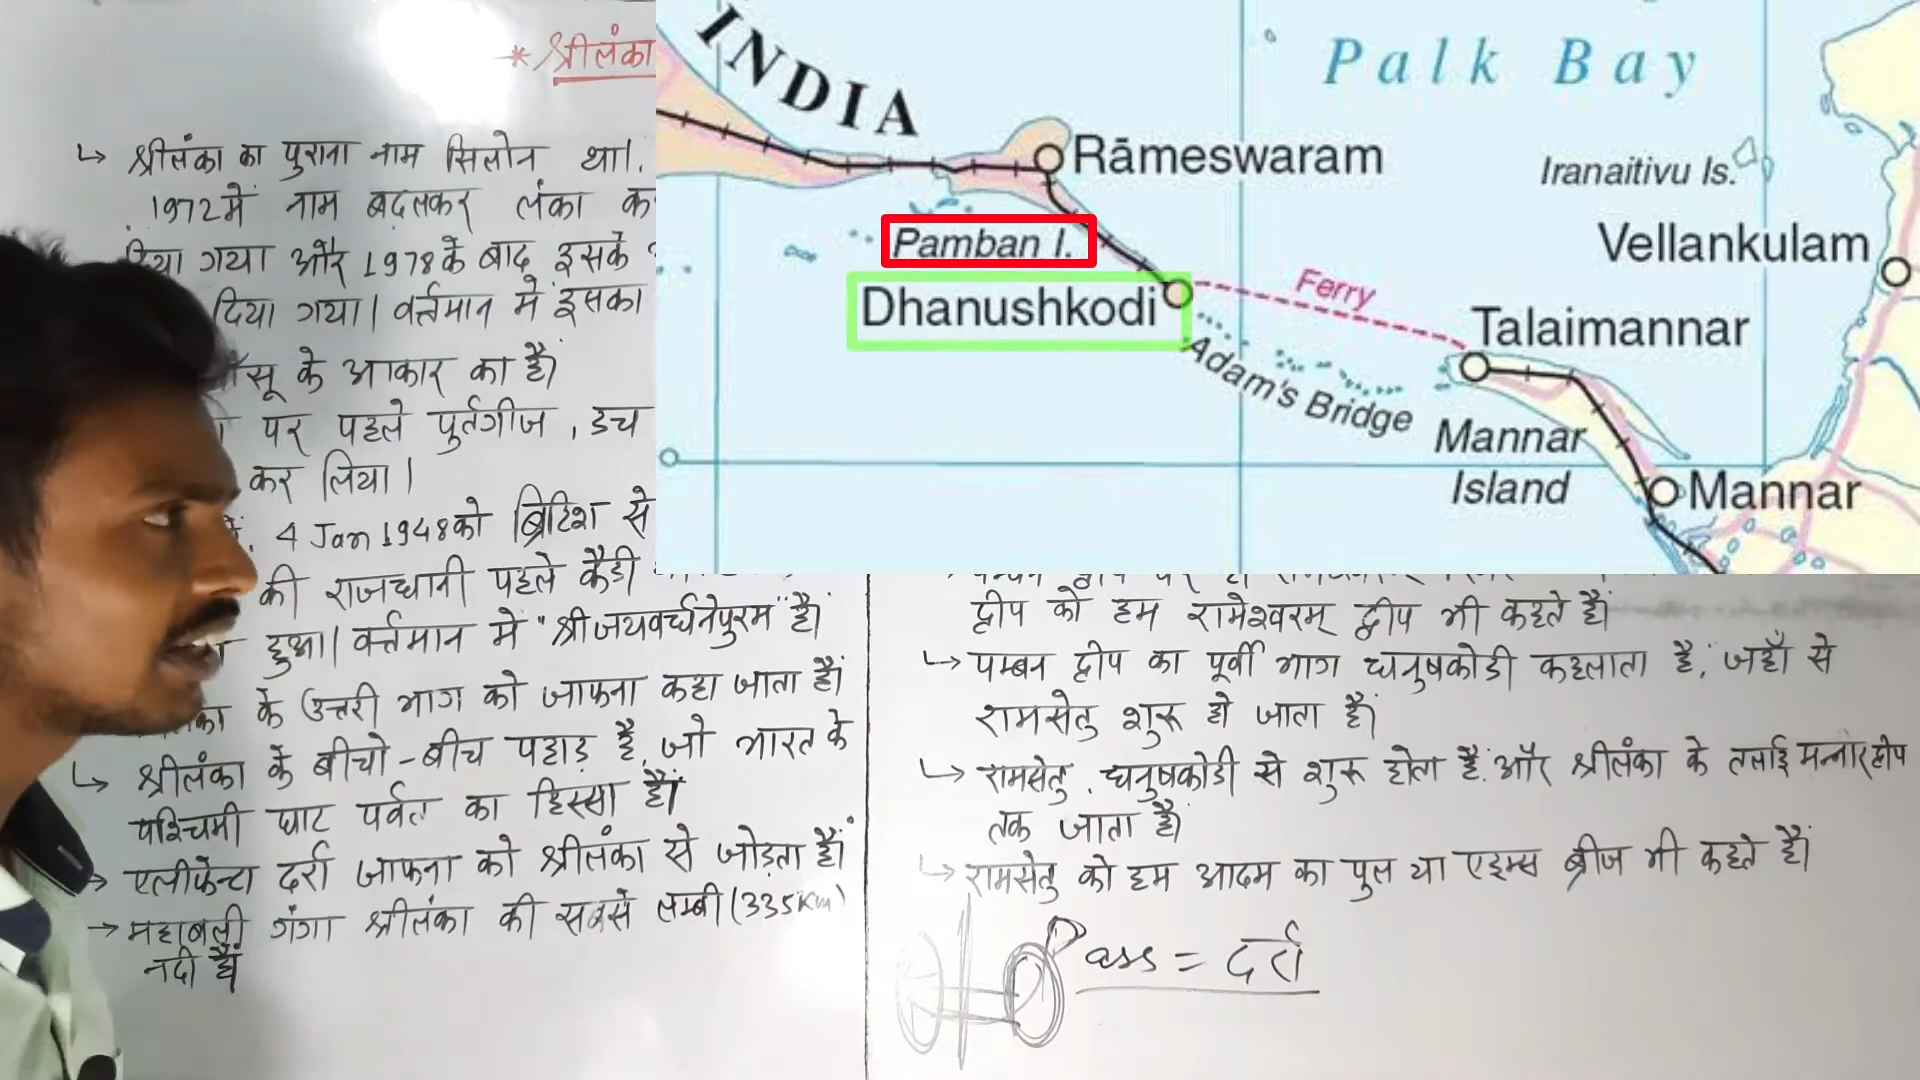 * श्रीलंका
↳ श्रीलंका का पुराना नाम सिलोन था।
1972में नाम बदलकर लंका क
दिया गया और 1978के बाद इसके
दिया गया। वर्त्तमान में इसका
सू के आकार का है।
पर पहले पुर्तगीज, डच
कर लिया।
4 Jan 1948को ब्रिटिश से
की राजधानी पहले कैंडी
हुआ। वर्त्तमान में "श्रीजयवर्धनेपुरम" है।
के उत्तरी भाग को जाफना कहा जाता है।
↳ श्रीलंका के बीचो-बीच पहाड़ है, जो भारत के
पश्चिमी घाट पर्वत का हिस्सा है।
→ एलीफेन्टा दर्रा जाफना को श्रीलंका से जोड़ता है।
→ महाबली गंगा श्रीलंका की सबसे लम्बी (335km)
नदी है।
INDIA
Palk Bay
Rāmeswaram
Iranaitivu Is.
Pamban I.
Vellankulam
Dhanushkodi
Ferry
Talaimannar
Adam's Bridge
Mannar
Island
Mannar
द्वीप को हम रामेश्वरम् द्वीप भी कहते हैं।
↳ पम्बन द्वीप का पूर्वी भाग धनुषकोडी कहलाता है, जहाँ से
रामसेतु शुरू हो जाता है।
↳ रामसेतु, धनुषकोडी से शुरू होता है और श्रीलंका के तलाईमन्नार द्वीप
तक जाता है।
↳ रामसेतु को हम आदम का पुल या एडम्स ब्रीज भी कहते हैं।
Pass = दर्रा